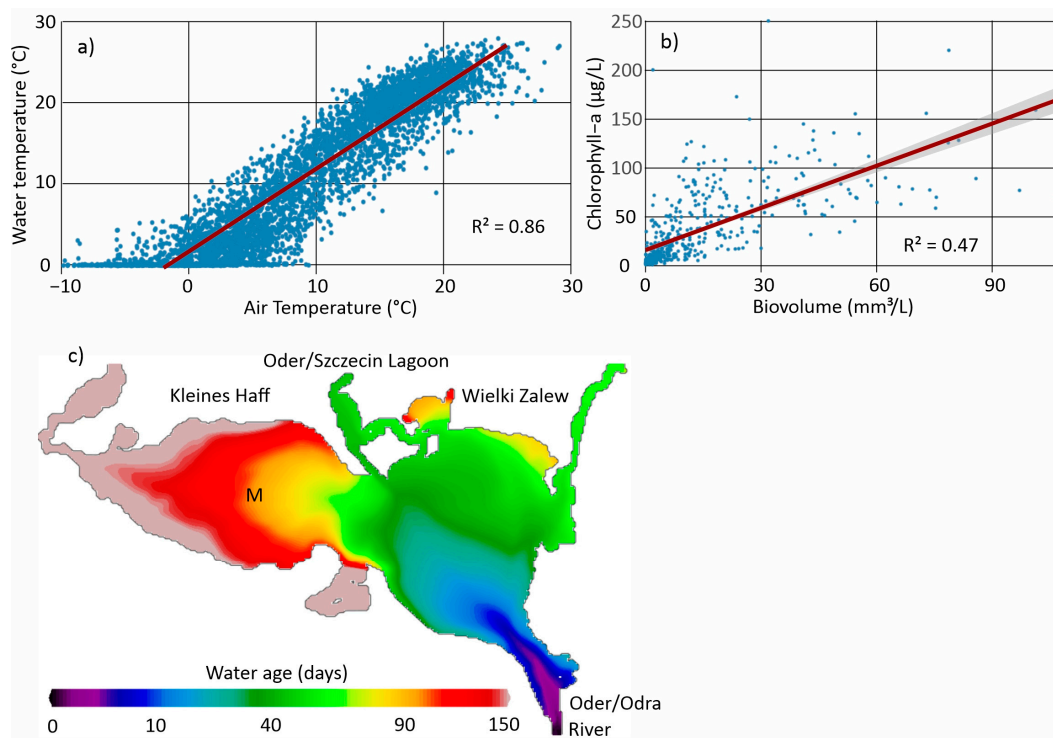 a)
30
20
10
0
Water temperature (°C)
R² = 0.86
−10
0
10
20
30
Air Temperature (°C)
b)
250
200
150
100
50
0
Chlorophyll−a (µg/L)
R² = 0.47
0
30
60
90
Biovolume (mm³/L)
c)
Oder/Szczecin Lagoon
Kleines Haff
Wielki Zalew
M
Water age (days)
0
10
40
90
150
Oder/Odra
River